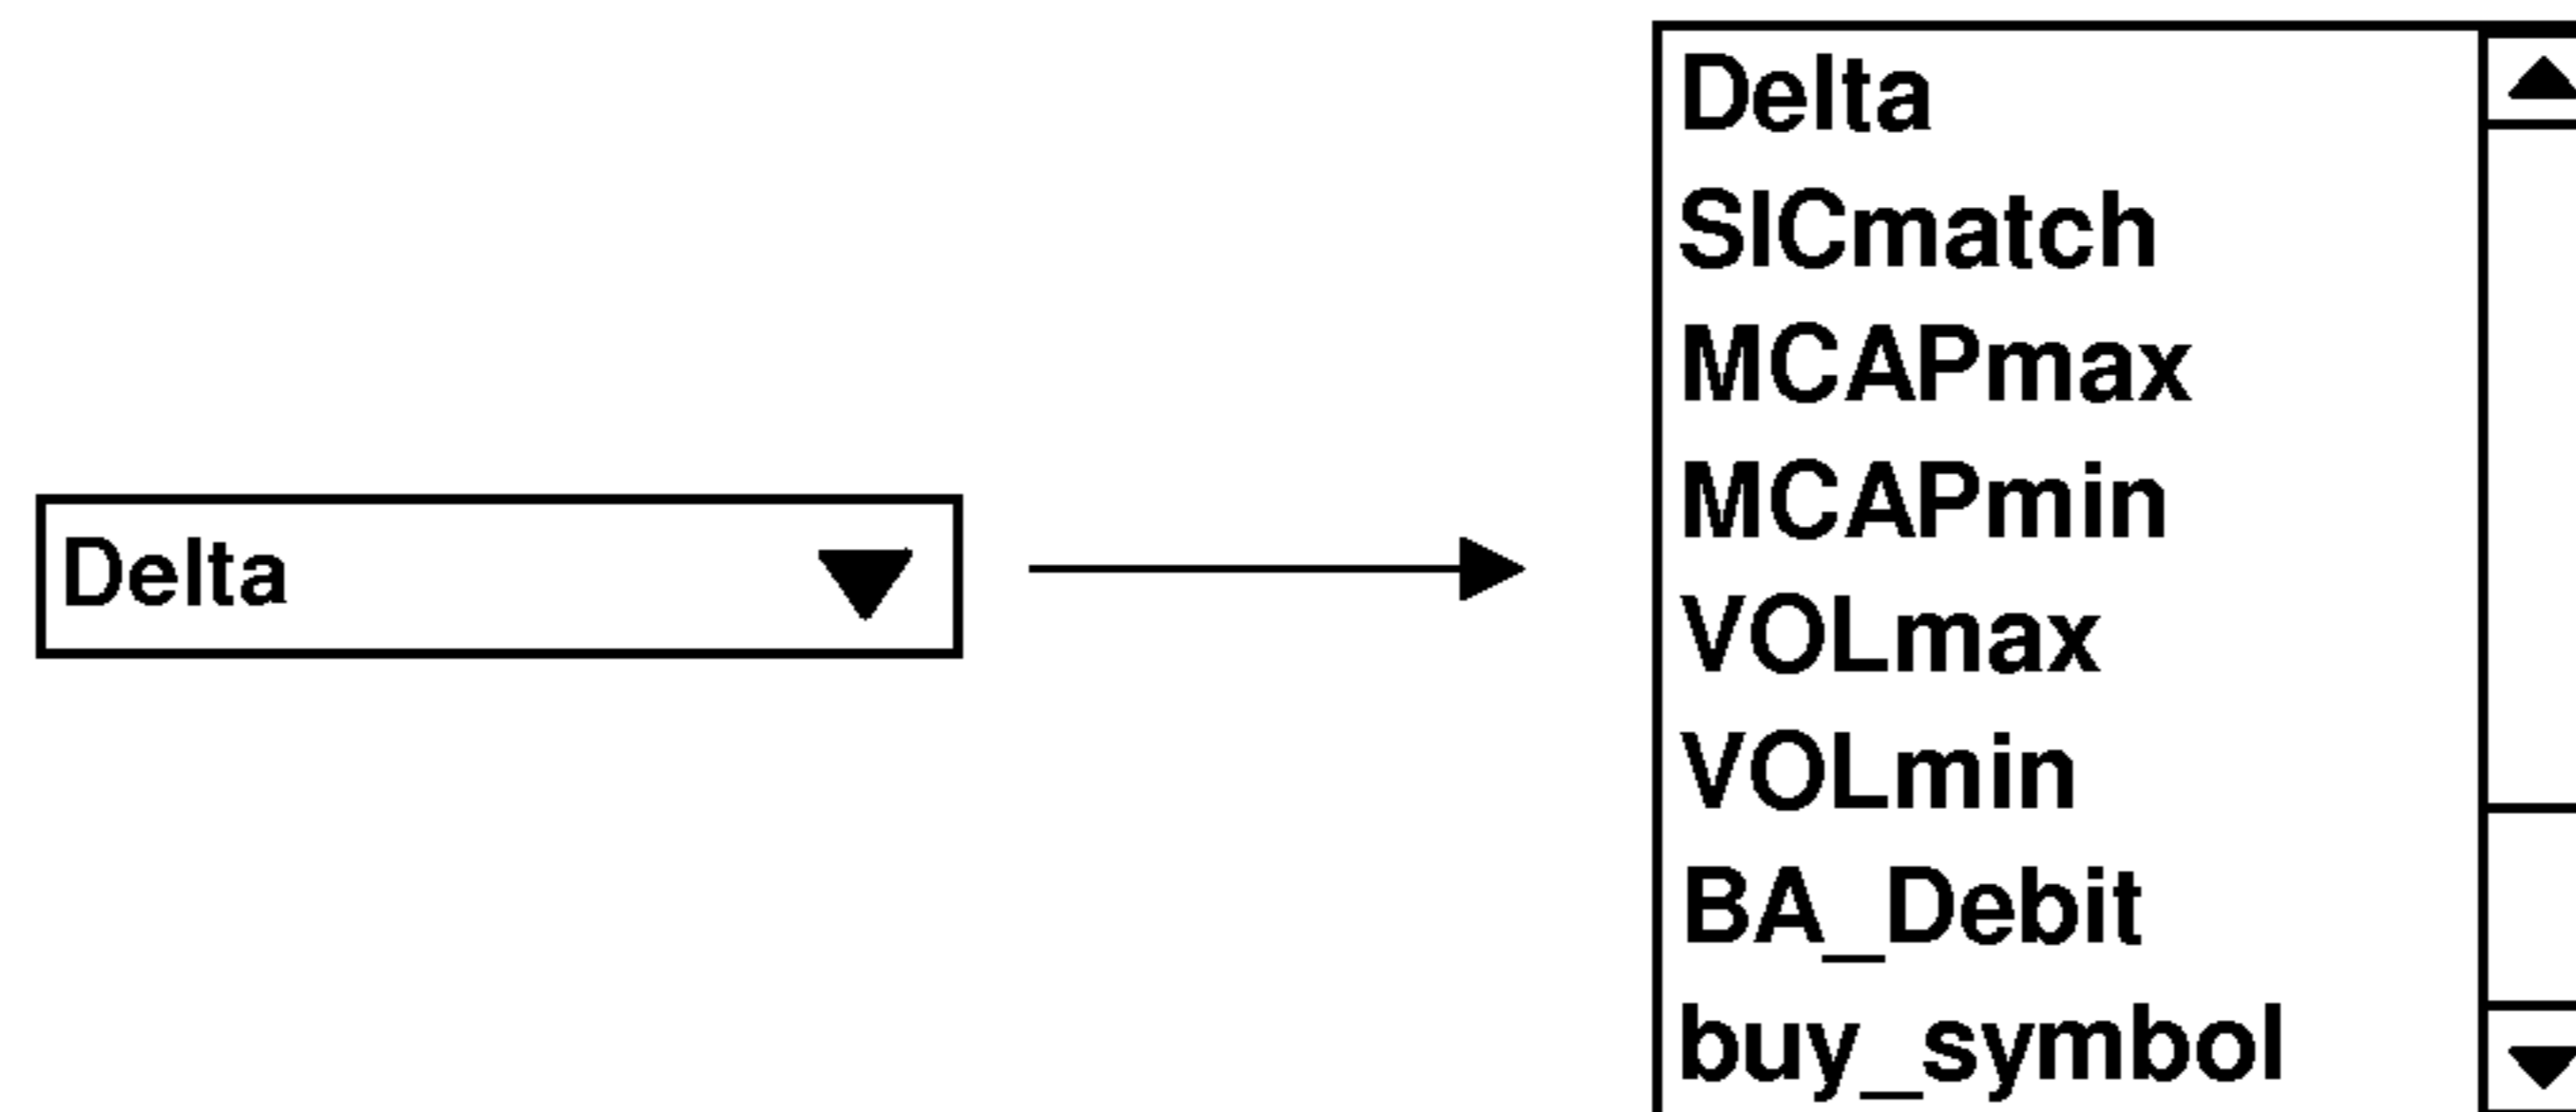 Delta
Delta
SICmatch
MCAPmax
MCAPmin
VOLmax
VOLmin
BA_Debit
buy_symbol